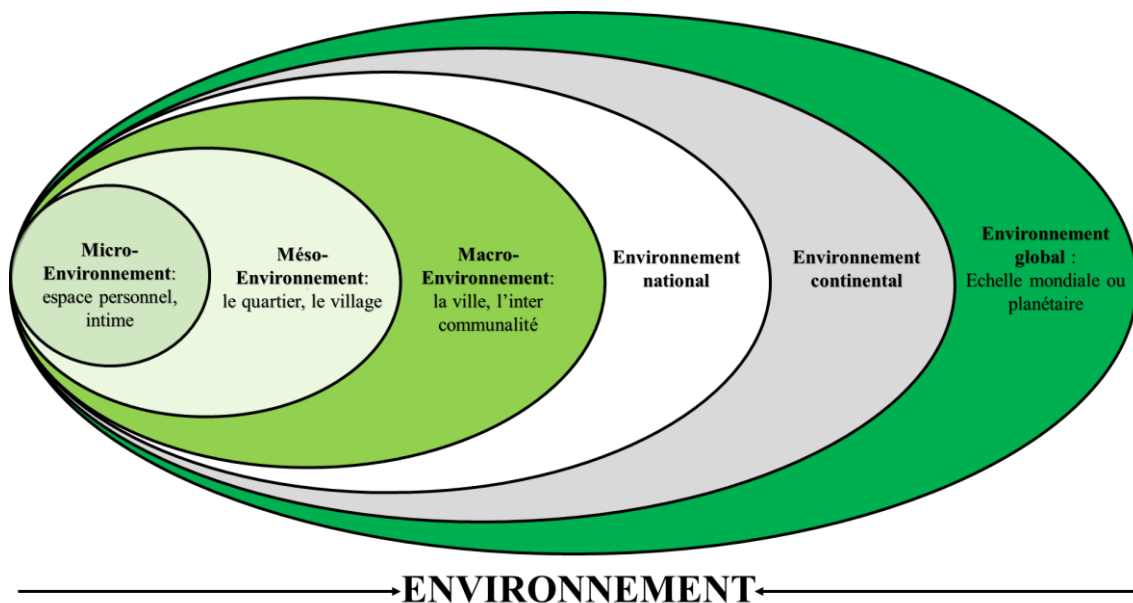 Micro-
Environnement:
espace personnel,
intime
Méso-
Environnement:
le quartier, le village
Macro-
Environnement:
la ville, l’inter
communalité
Environnement
national
Environnement
continental
Environnement
global :
Echelle mondiale ou
planétaire
ENVIRONNEMENT